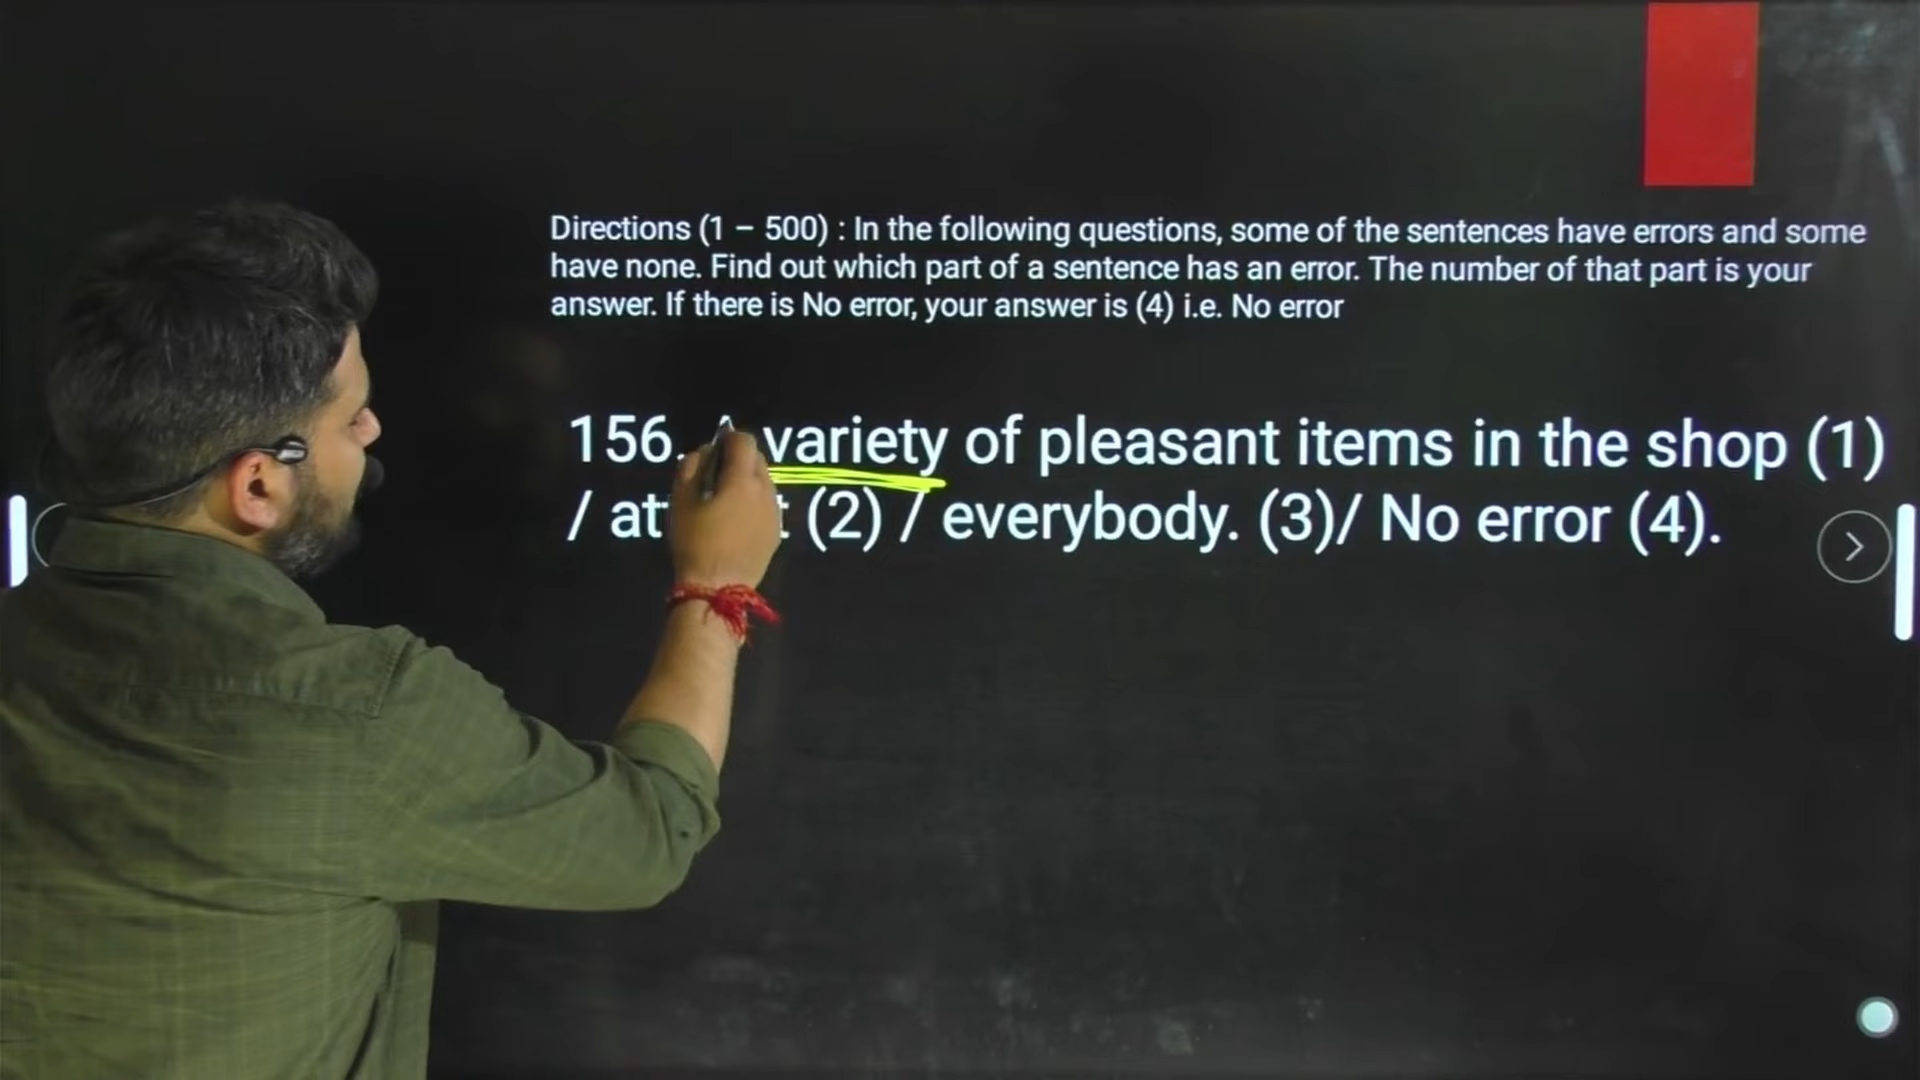 Directions (1 – 500) : In the following questions, some of the sentences have errors and some
have none. Find out which part of a sentence has an error. The number of that part is your
answer. If there is No error, your answer is (4) i.e. No error
156. A variety of pleasant items in the shop (1)
/ (2) / everybody. (3)/ No error (4).